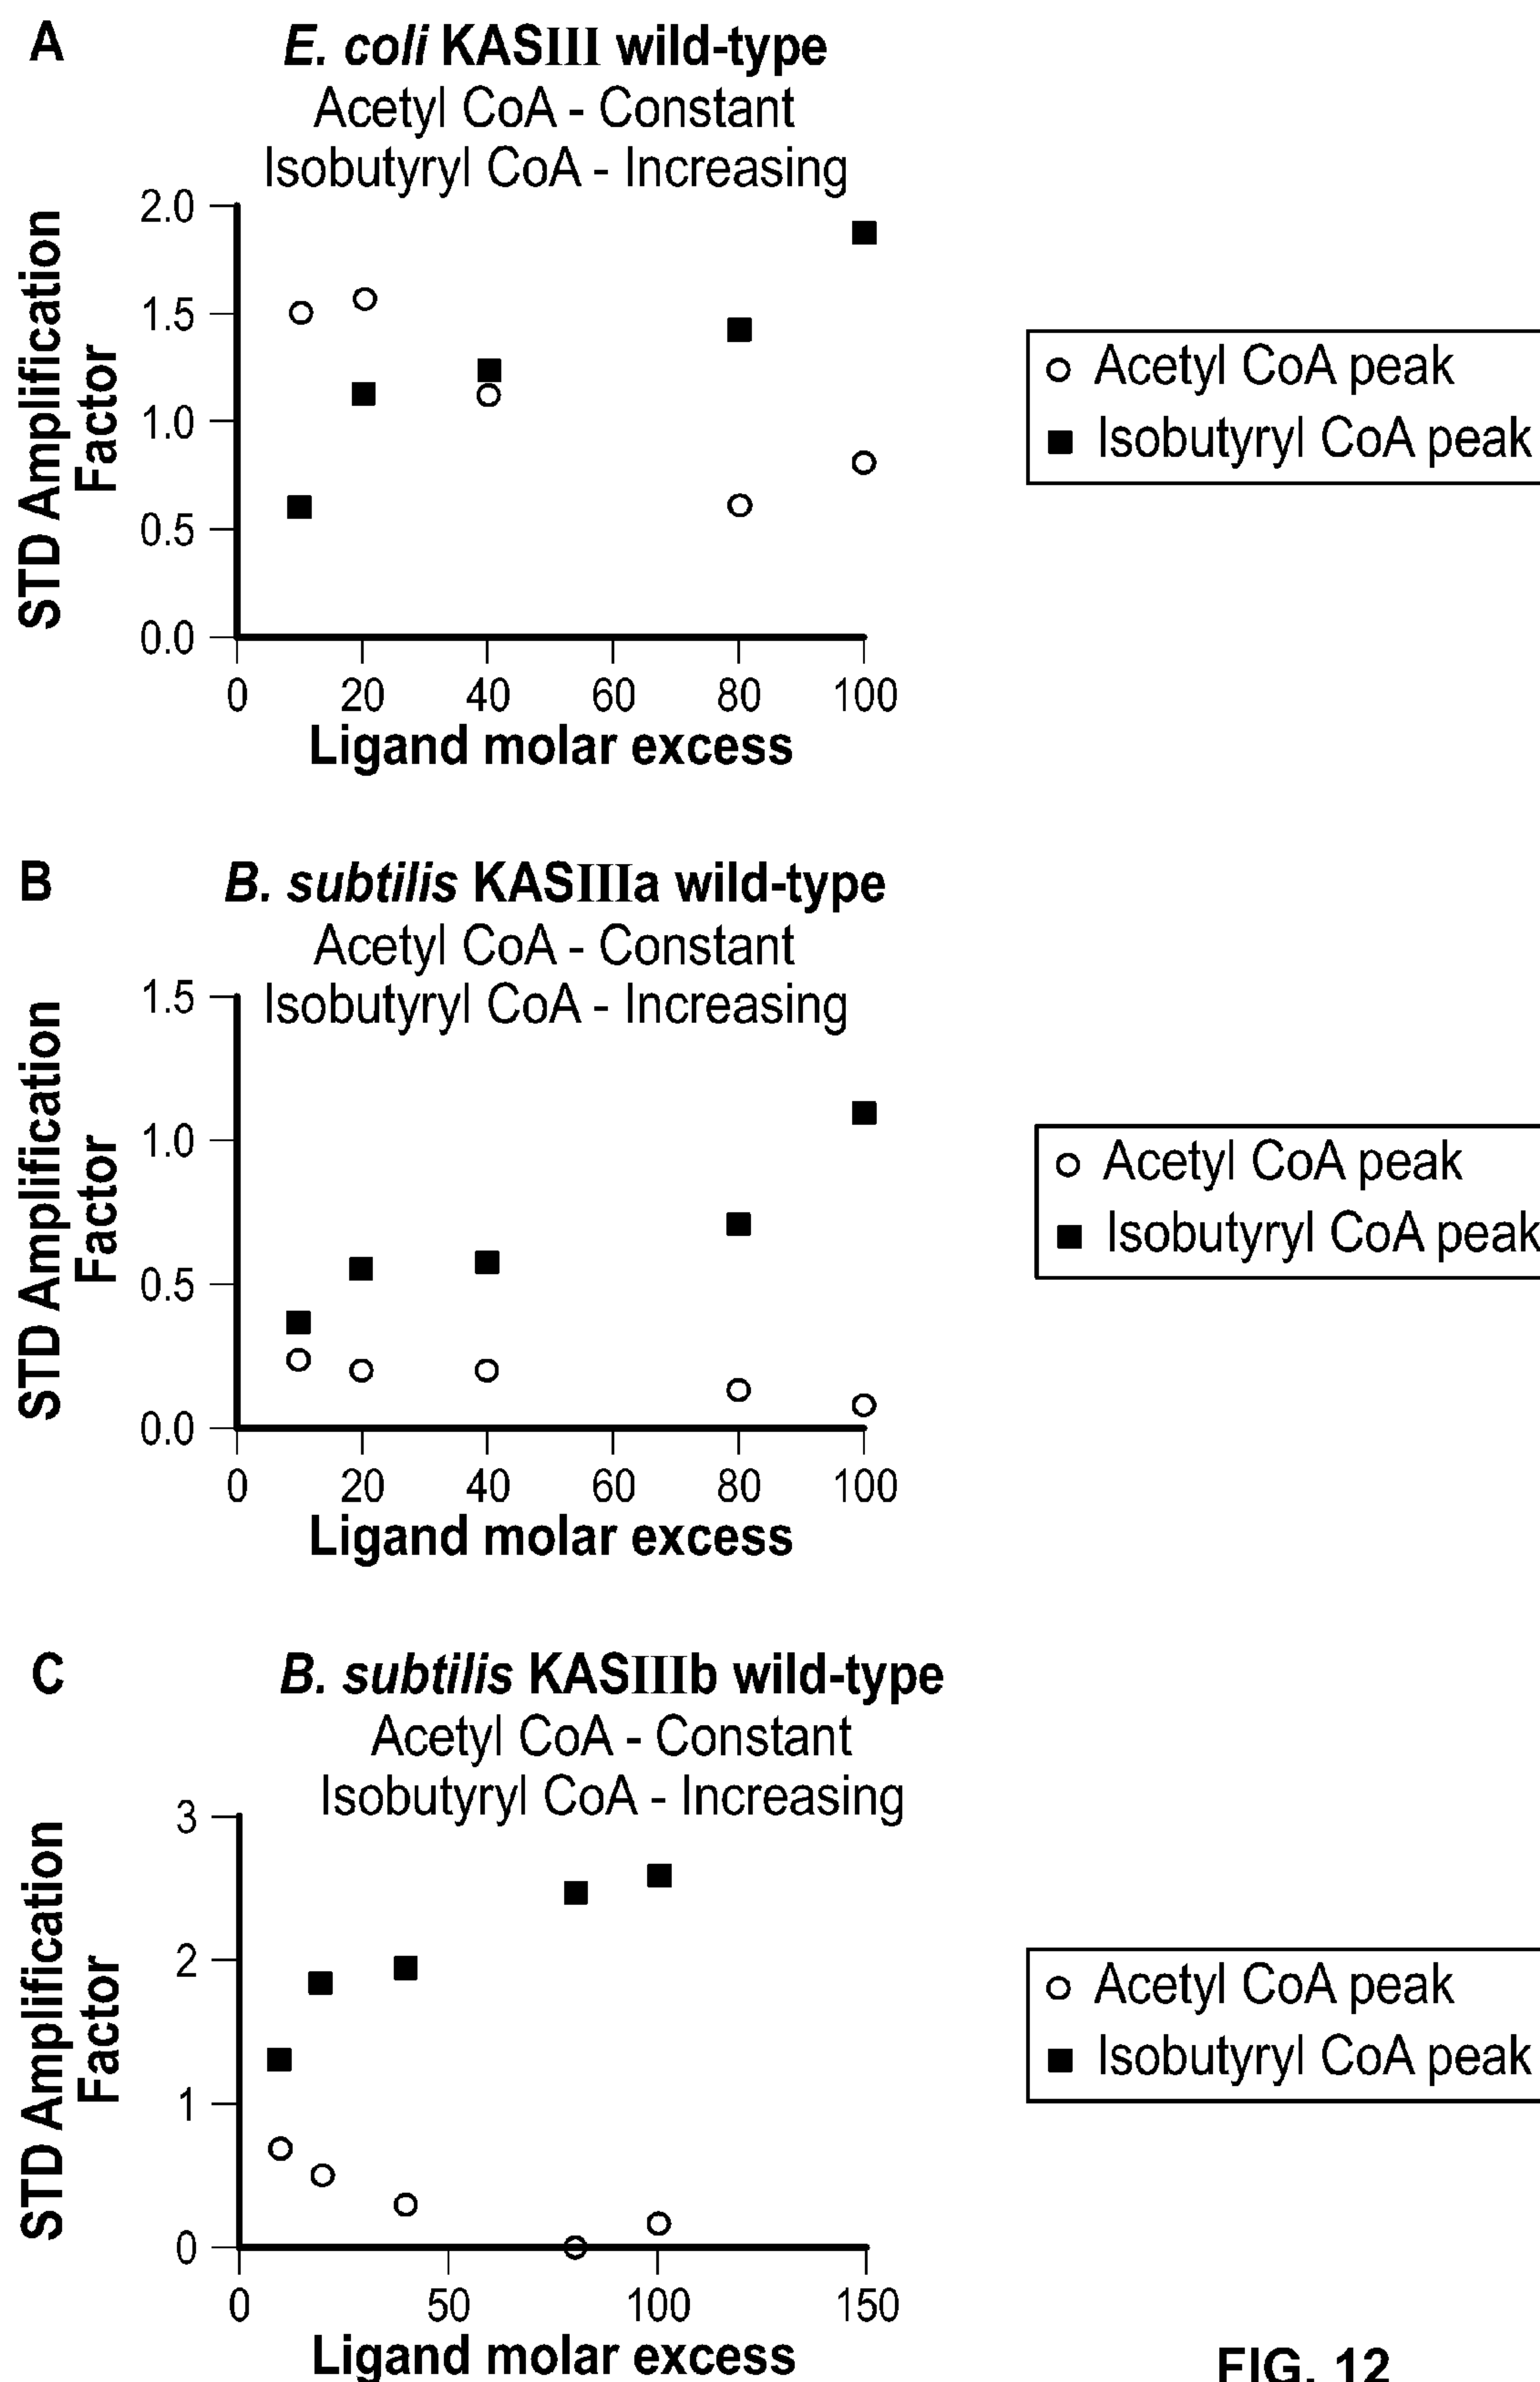 A
E. coli KASIII wild-type
Acetyl CoA - Constant
Isobutyryl CoA - Increasing
STD Amplification
Factor
2.0
1.5
1.0
0.5
0.0
0 20 40 60 80 100
Ligand molar excess
Acetyl CoA peak
Isobutyryl CoA peak
B
B. subtilis KASIIIa wild-type
Acetyl CoA - Constant
Isobutyryl CoA - Increasing
STD Amplification
Factor
1.5
1.0
0.5
0.0
0 20 40 60 80 100
Ligand molar excess
Acetyl CoA peak
Isobutyryl CoA peak
C
B. subtilis KASIIIb wild-type
Acetyl CoA - Constant
Isobutyryl CoA - Increasing
STD Amplification
Factor
3
2
1
0
0 50 100 150
Ligand molar excess
Acetyl CoA peak
Isobutyryl CoA peak
FIG. 12